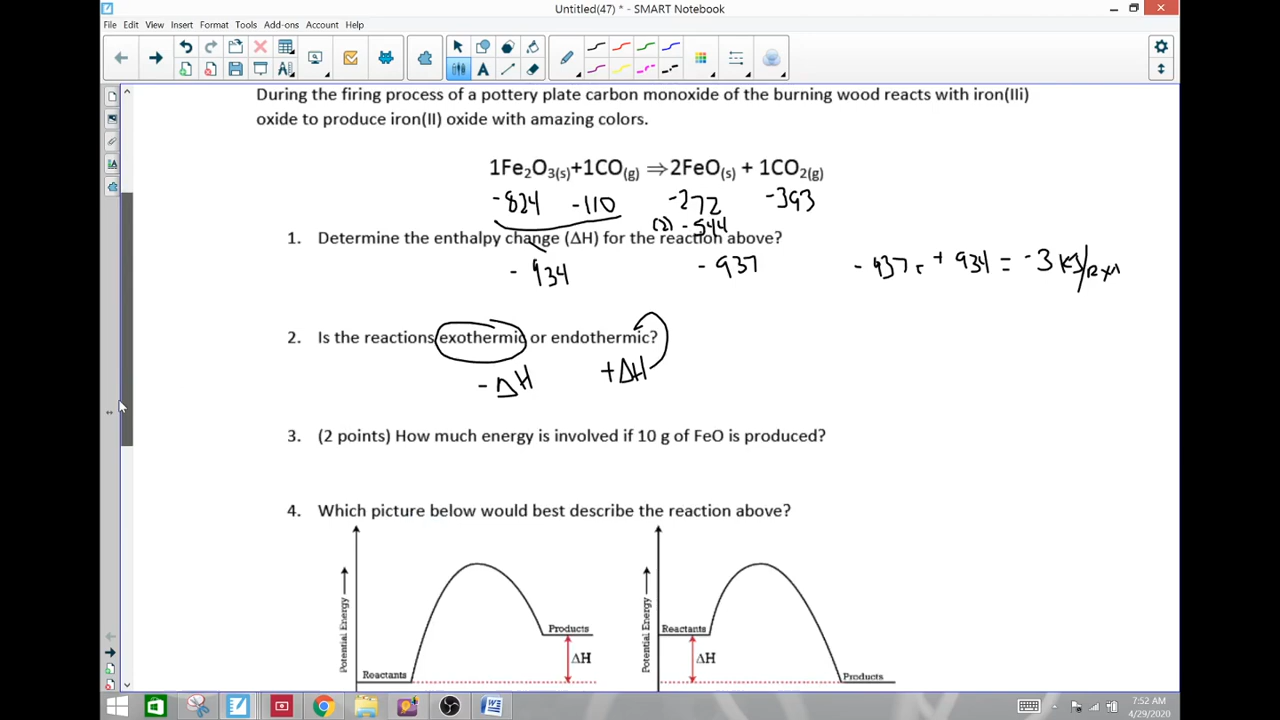 Untitled(47) * - SMART Notebook
File Edit View Insert Format Tools Add-ons Account Help
During the firing process of a pottery plate carbon monoxide of the burning wood reacts with iron(IIi)
oxide to produce iron(II) oxide with amazing colors.
1Fe₂O₃(s)+1CO(g) ⇒2FeO(s) + 1CO₂(g)
-824 -110 -272 -393
(2) -544
1. Determine the enthalpy change (ΔH) for the reaction above?
-934 -937 -937 + 934 = -3 KJ/Rxn
2. Is the reactions exothermic or endothermic?
-ΔH +ΔH
3. (2 points) How much energy is involved if 10 g of FeO is produced?
4. Which picture below would best describe the reaction above?
Potential Energy
Products
ΔH
Reactants
Potential Energy
Reactants
ΔH
Products
7:52 AM
4/29/2020